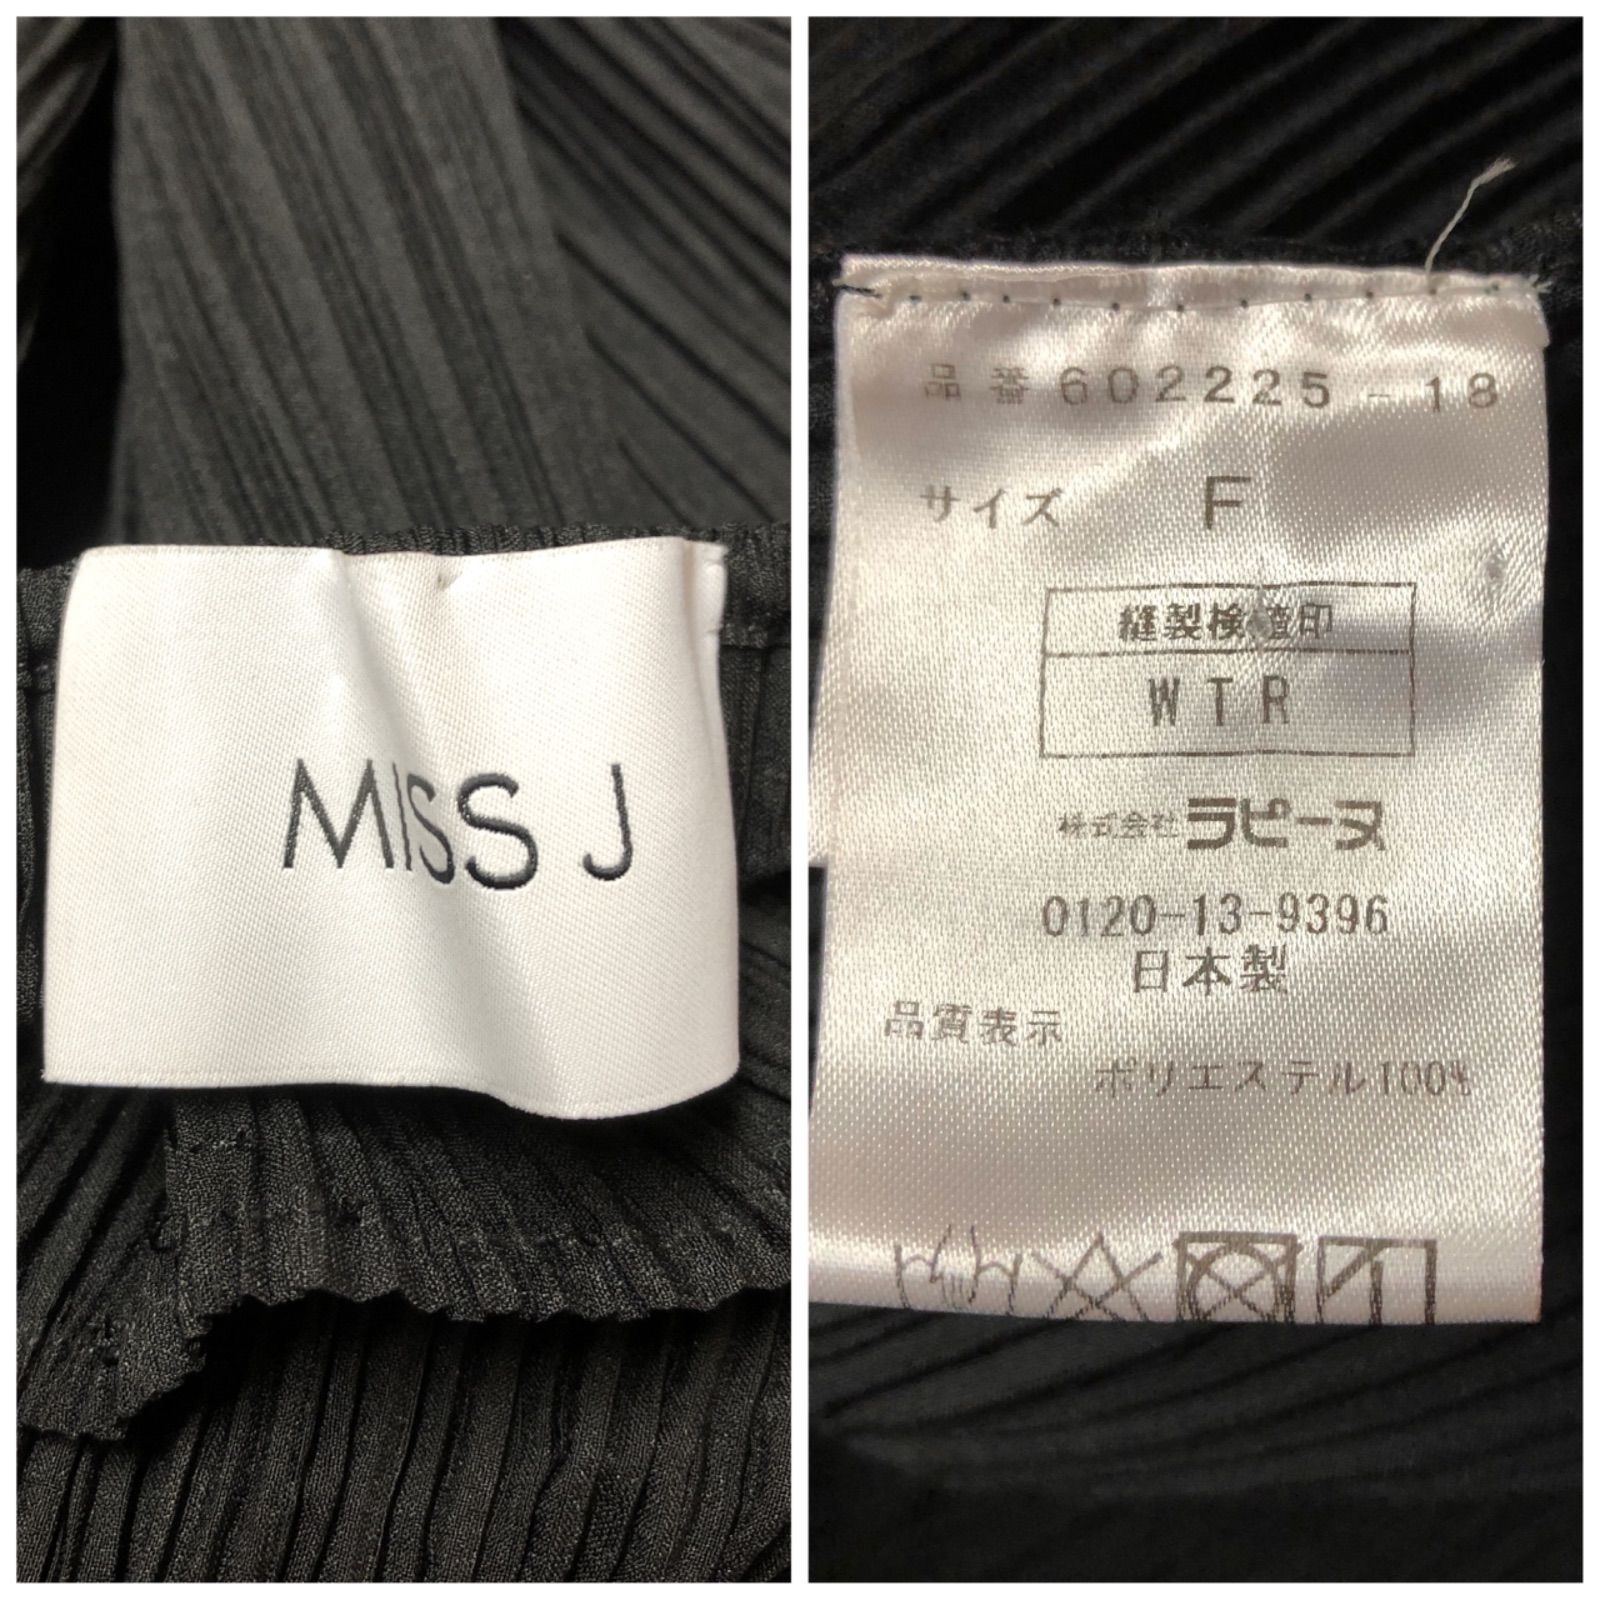 MISS J
品番 602225-18
サイズ F
縫製検査印
WTR
株式会社ラピーヌ
0120-13-9396
日本製
品質表示
ポリエステル100%